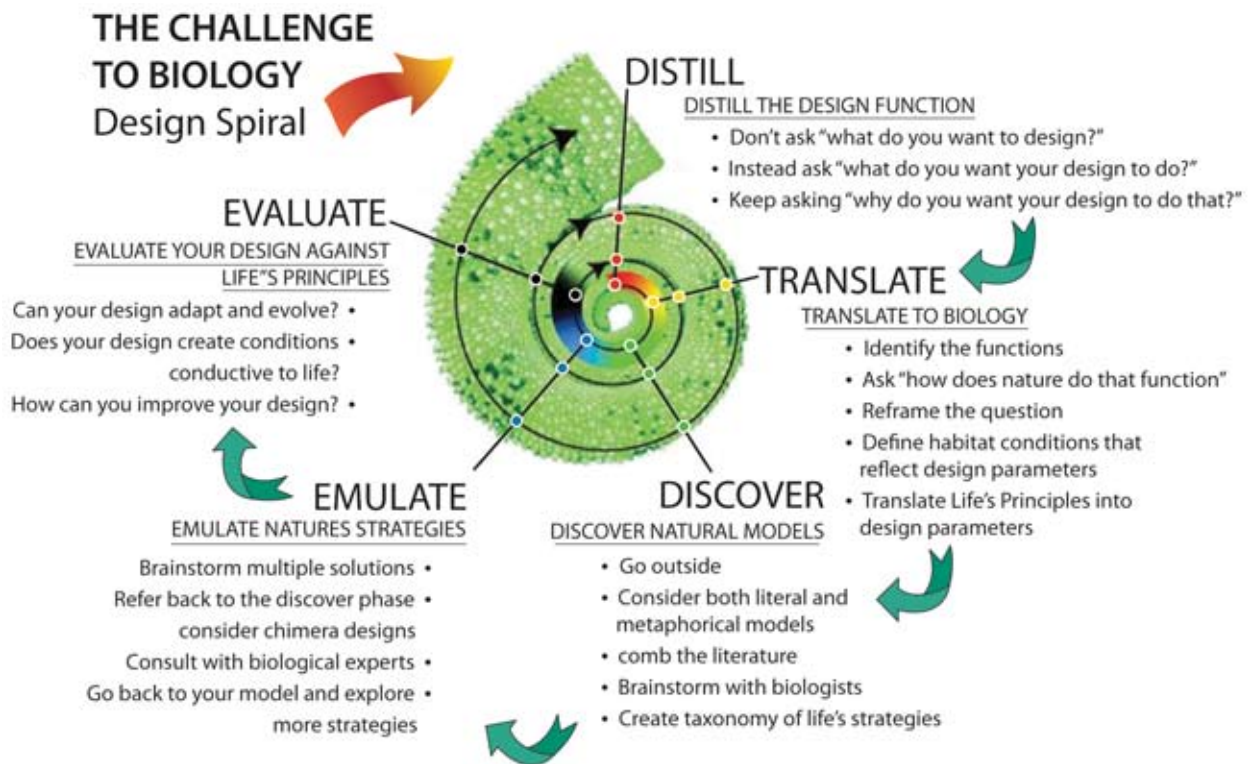 THE CHALLENGE
TO BIOLOGY
Design Spiral
DISTILL
DISTILL THE DESIGN FUNCTION
• Don't ask “what do you want to design?”
• Instead ask “what do you want your design to do?”
• Keep asking “why do you want your design to do that?”
TRANSLATE
TRANSLATE TO BIOLOGY
• Identify the functions
• Ask “how does nature do that function”
• Reframe the question
• Define habitat conditions that
reflect design parameters
• Translate Life's Principles into
design parameters
DISCOVER
DISCOVER NATURAL MODELS
• Go outside
• Consider both literal and
metaphorical models
• comb the literature
• Brainstorm with biologists
• Create taxonomy of life's strategies
EMULATE
EMULATE NATURES STRATEGIES
Brainstorm multiple solutions •
Refer back to the discover phase •
consider chimera designs
Consult with biological experts •
Go back to your model and explore •
more strategies
EVALUATE
EVALUATE YOUR DESIGN AGAINST
LIFE"S PRINCIPLES
Can your design adapt and evolve? •
Does your design create conditions •
conductive to life?
How can you improve your design? •